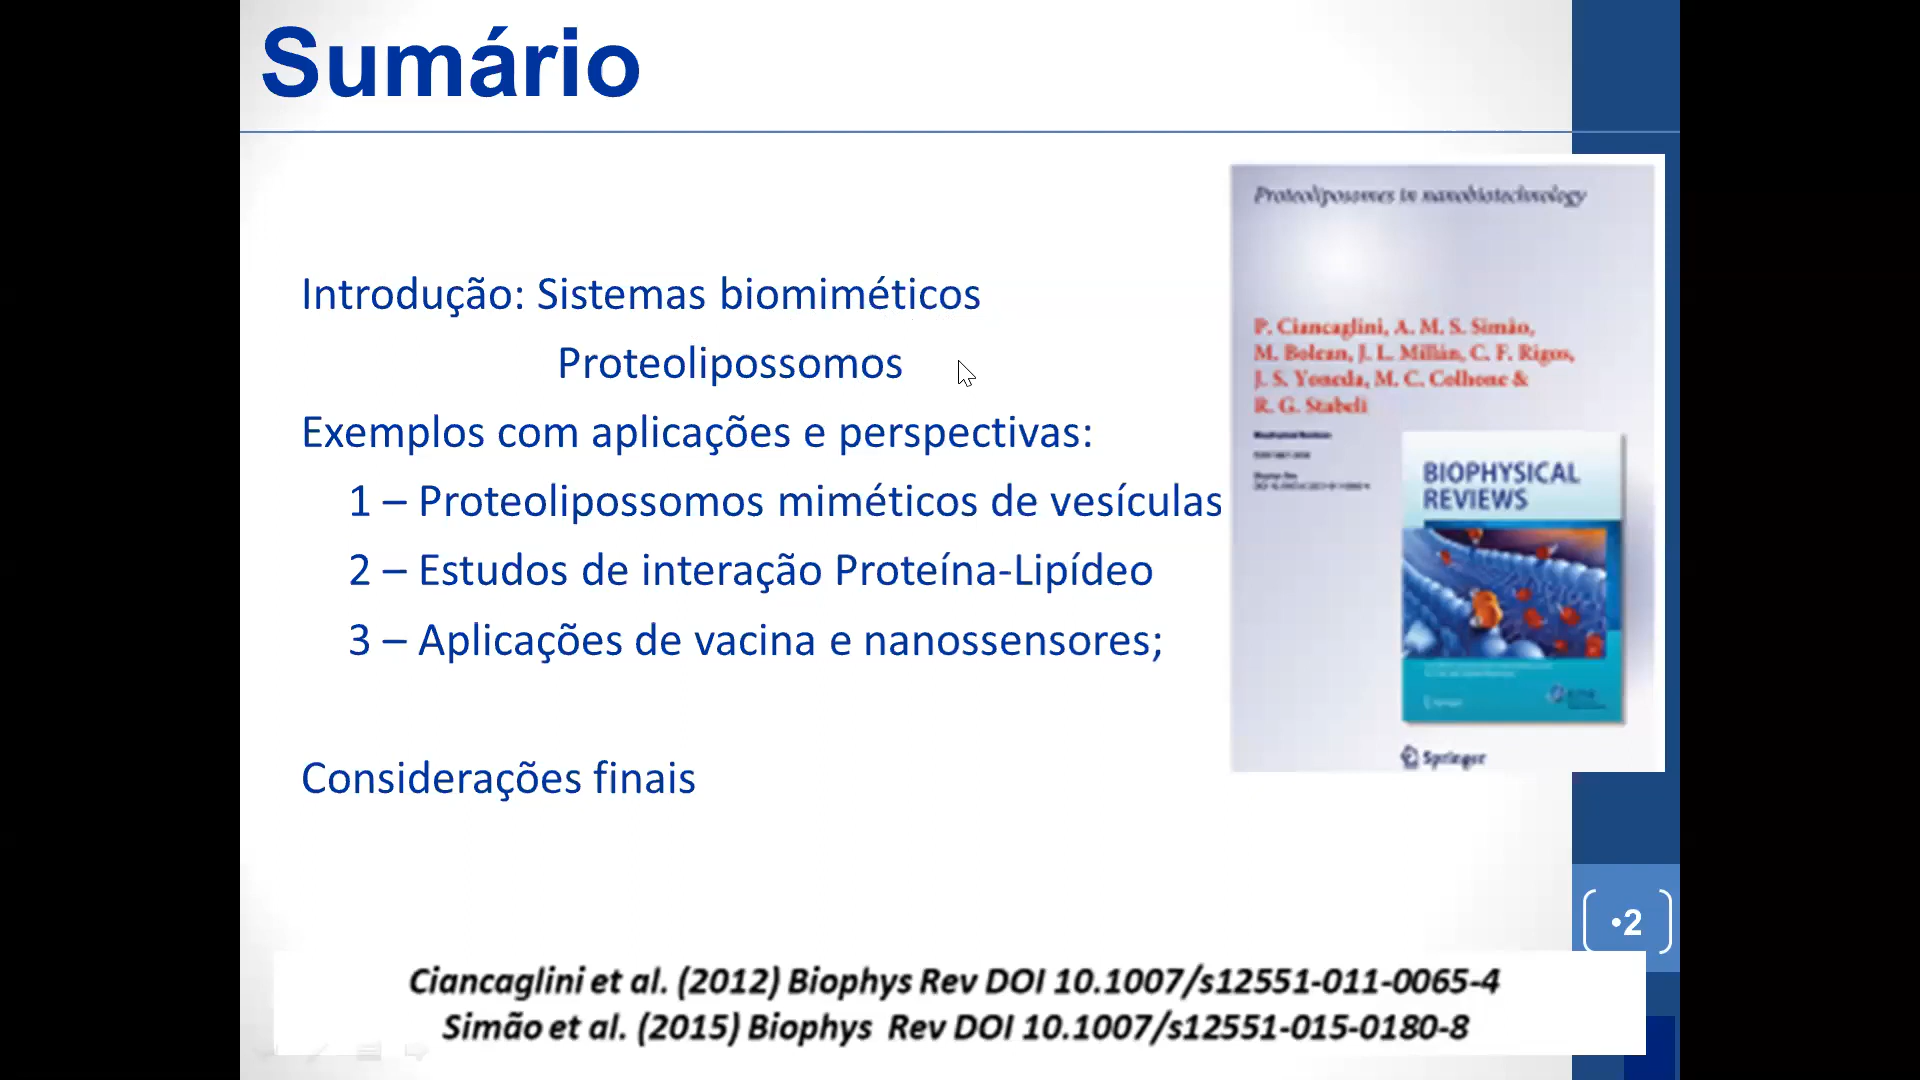 Sumário
Introdução: Sistemas biomiméticos
Proteolipossomos
Exemplos com aplicações e perspectivas:
1 – Proteolipossomos miméticos de vesículas
2 – Estudos de interação Proteína-Lipídeo
3 – Aplicações de vacina e nanossensores;
Considerações finais
Proteoliposomes in nanobiotechnology
P. Ciancaglini, A. M. S. Simão,
M. Bolean, J. L. Millán, C. F. Rigos,
J. S. Yoneda, M. C. Colhone &
R. G. Stabeli
Biophysical Reviews
BIOPHYSICAL
REVIEWS
Springer
•2
Ciancaglini et al. (2012) Biophys Rev DOI 10.1007/s12551-011-0065-4
Simão et al. (2015) Biophys Rev DOI 10.1007/s12551-015-0180-8